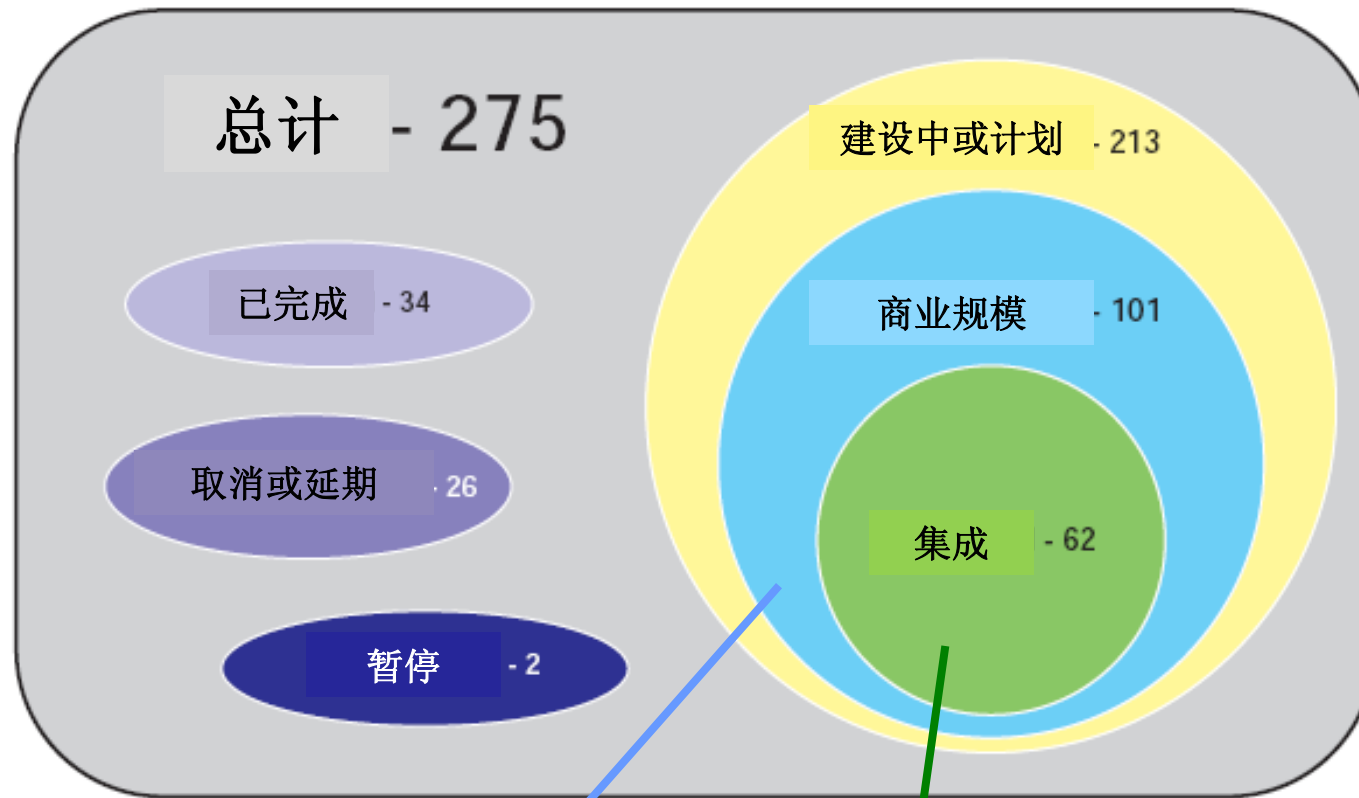 总计 - 275
已完成 - 34
取消或延期 - 26
暂停 - 2
建设中或计划 - 213
商业规模 - 101
集成 - 62